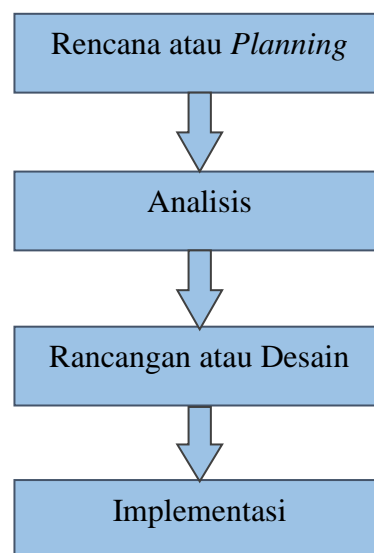 Rencana atau Planning
Analisis
Rancangan atau Desain
Implementasi